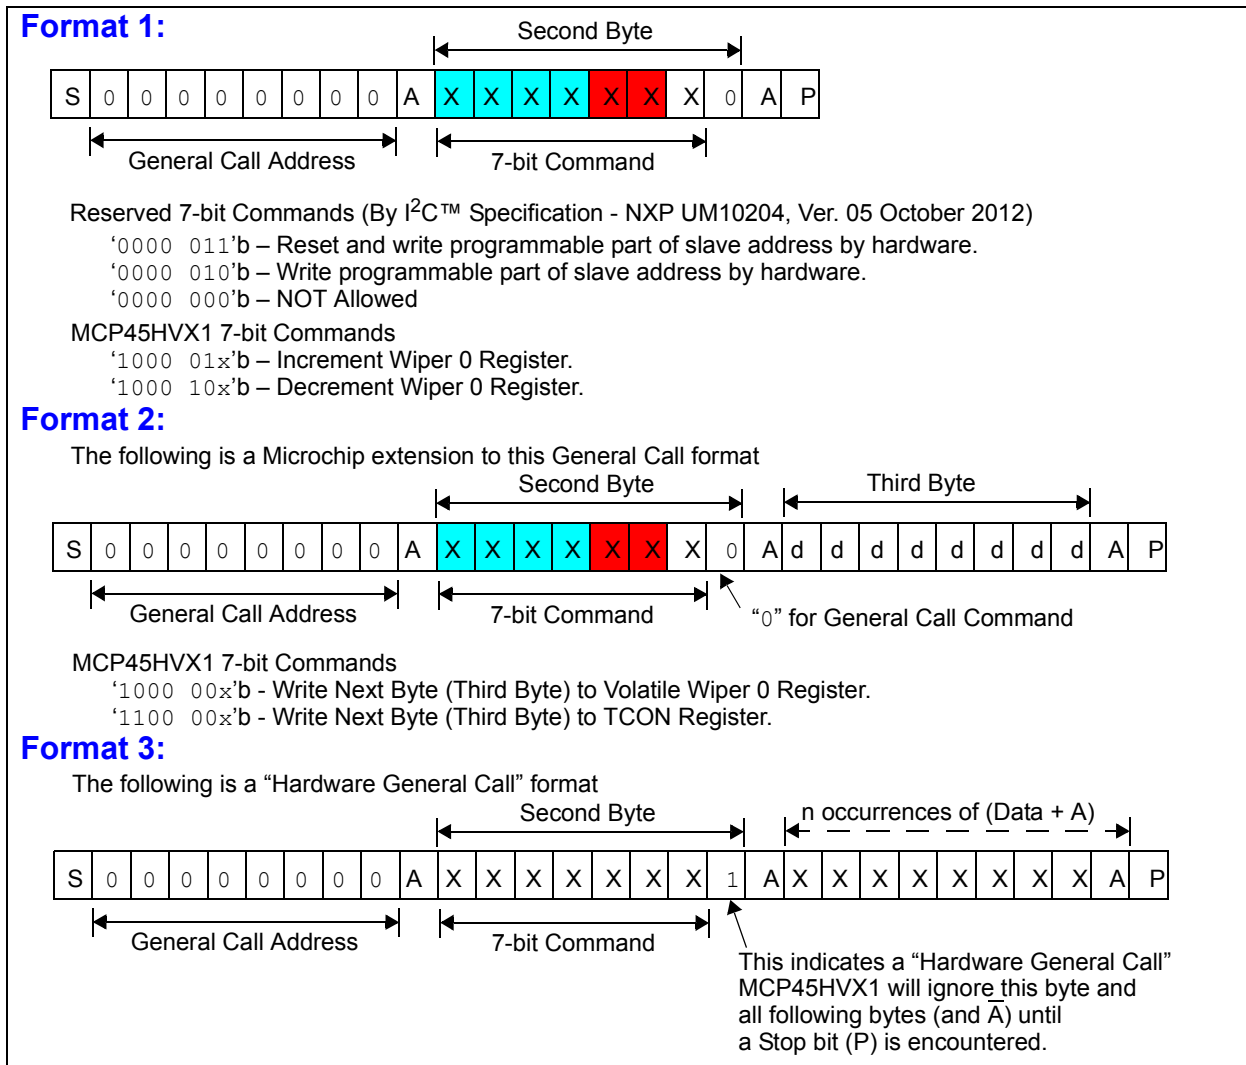 Format 1:
Second Byte
S 0 0 0 0 0 0 0 0 A X X X X X X X 0 A P
General Call Address 7-bit Command
Reserved 7-bit Commands (By I²C™ Specification - NXP UM10204, Ver. 05 October 2012)
‘0000 011’b – Reset and write programmable part of slave address by hardware.
‘0000 010’b – Write programmable part of slave address by hardware.
‘0000 000’b – NOT Allowed
MCP45HVX1 7-bit Commands
‘1000 01x’b – Increment Wiper 0 Register.
‘1000 10x’b – Decrement Wiper 0 Register.
Format 2:
The following is a Microchip extension to this General Call format
Second Byte Third Byte
S 0 0 0 0 0 0 0 0 A X X X X X X X 0 A d d d d d d d d A P
General Call Address 7-bit Command “0” for General Call Command
MCP45HVX1 7-bit Commands
‘1000 00x’b - Write Next Byte (Third Byte) to Volatile Wiper 0 Register.
‘1100 00x’b - Write Next Byte (Third Byte) to TCON Register.
Format 3:
The following is a “Hardware General Call” format
Second Byte n occurrences of (Data + A)
S 0 0 0 0 0 0 0 0 A X X X X X X X 1 A X X X X X X X X A P
General Call Address 7-bit Command
This indicates a “Hardware General Call”
MCP45HVX1 will ignore this byte and
all following bytes (and A̅) until
a Stop bit (P) is encountered.